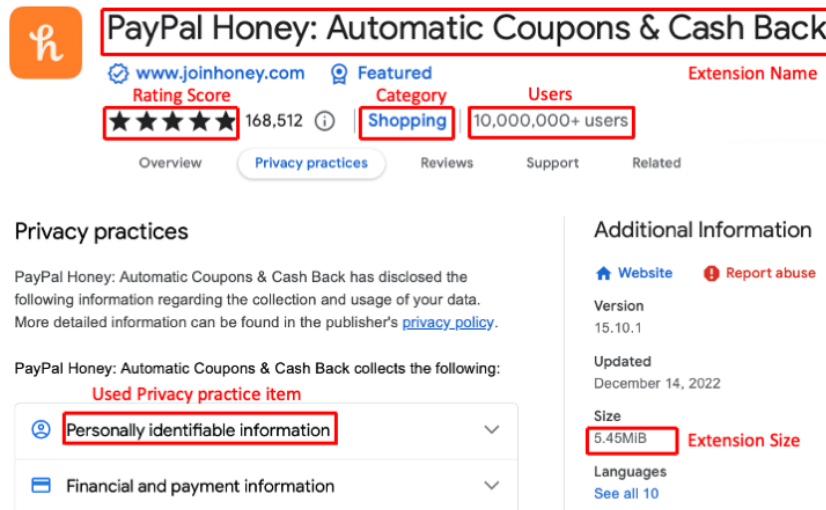 PayPal Honey: Automatic Coupons & Cash Back
www.joinhoney.com Featured
Extension Name
Rating Score Category Users
168,512 Shopping 10,000,000+ users
Overview Privacy practices Reviews Support Related
Privacy practices
PayPal Honey: Automatic Coupons & Cash Back has disclosed the
following information regarding the collection and usage of your data.
More detailed information can be found in the publisher's privacy policy.
PayPal Honey: Automatic Coupons & Cash Back collects the following:
Used Privacy practice item
Personally identifiable information
Financial and payment information
Additional Information
Website Report abuse
Version
15.10.1
Updated
December 14, 2022
Size
5.45MiB Extension Size
Languages
See all 10